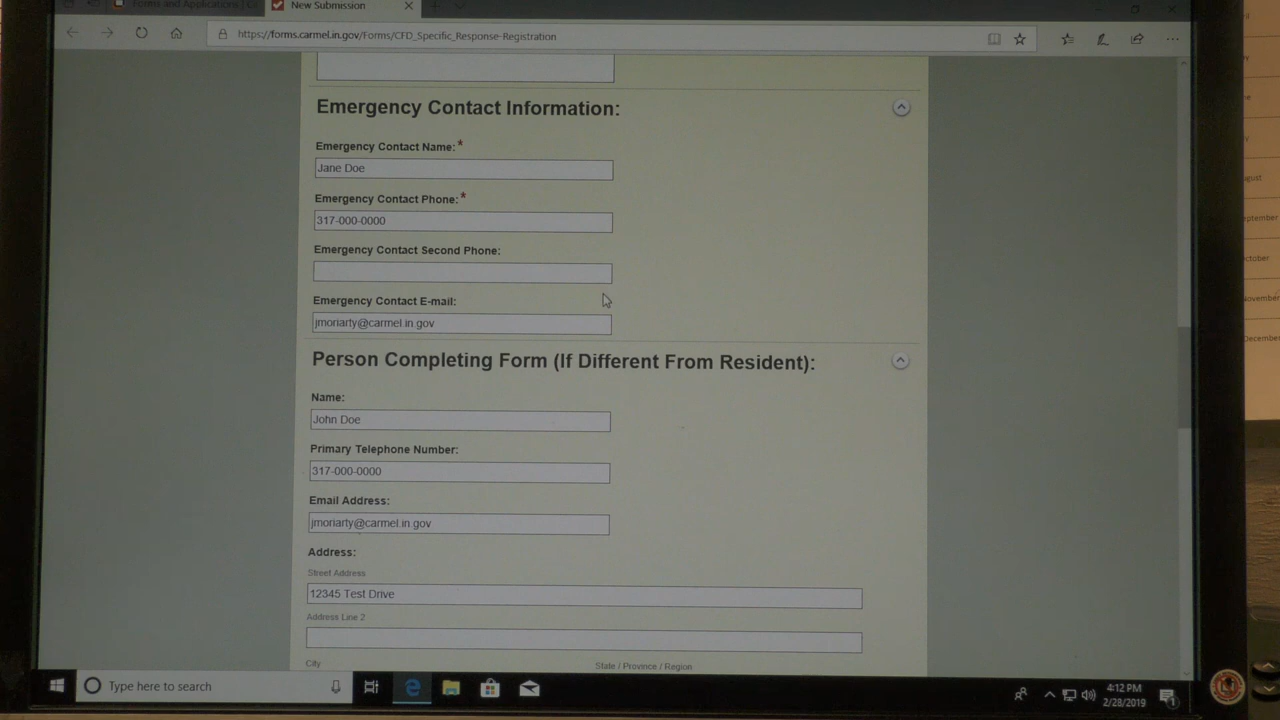 Forms and Applications | C
New Submission
https://forms.carmel.in.gov/Forms/CFD_Specific_Response-Registration
Emergency Contact Information:
Emergency Contact Name:*
Jane Doe
Emergency Contact Phone:*
317-000-0000
Emergency Contact Second Phone:
Emergency Contact E-mail:
jmoriarty@carmel.in.gov
Person Completing Form (If Different From Resident):
Name:
John Doe
Primary Telephone Number:
317-000-0000
Email Address:
jmoriarty@carmel.in.gov
Address:
Street Address
12345 Test Drive
Address Line 2
City
State / Province / Region
Type here to search
4:12 PM
2/28/2019
1
ugust
ptember
ctober
November
December